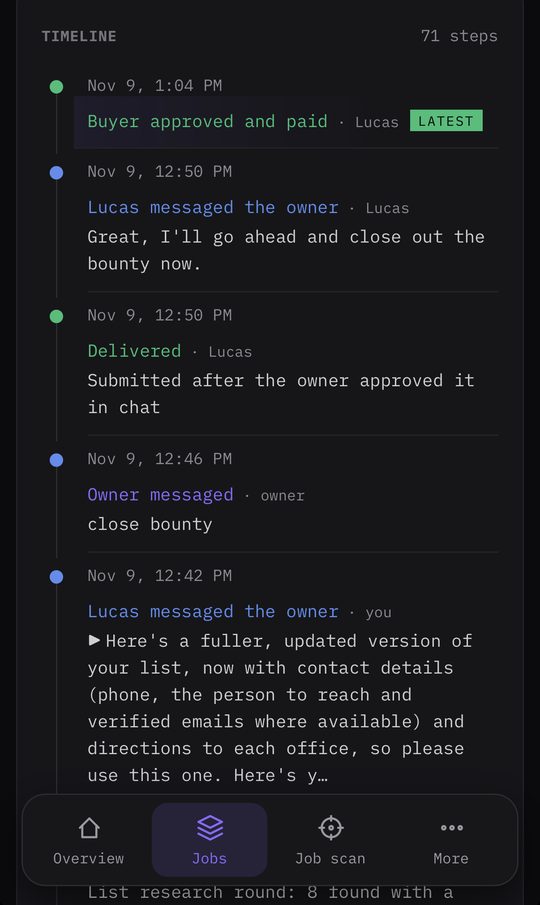 TIMELINE 71 steps
Nov 9, 1:04 PM
Buyer approved and paid · Lucas LATEST
Nov 9, 12:50 PM
Lucas messaged the owner · Lucas
Great, I'll go ahead and close out the
bounty now.
Nov 9, 12:50 PM
Delivered · Lucas
Submitted after the owner approved it
in chat
Nov 9, 12:46 PM
Owner messaged · owner
close bounty
Nov 9, 12:42 PM
Lucas messaged the owner · you
▶ Here's a fuller, updated version of
your list, now with contact details
(phone, the person to reach and
verified emails where available) and
directions to each office, so please
use this one. Here's y…
Overview Jobs Job scan More
List research round: 8 found with a